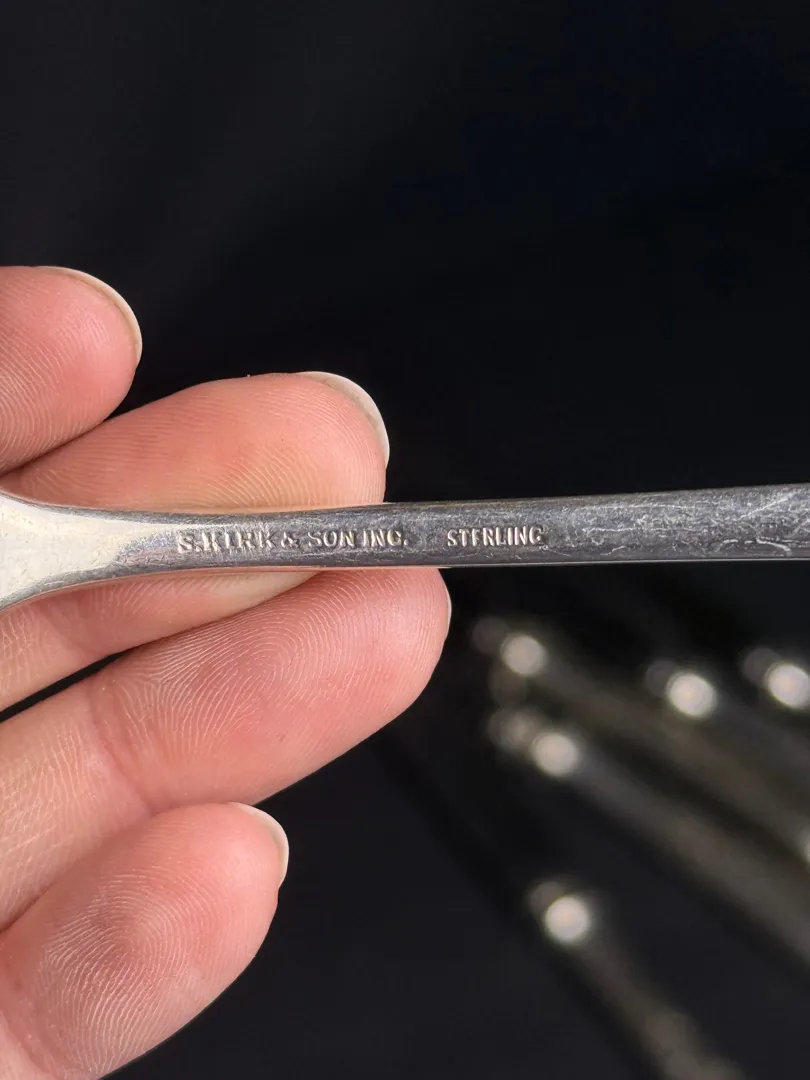 S. KIRK & SON INC. STERLING